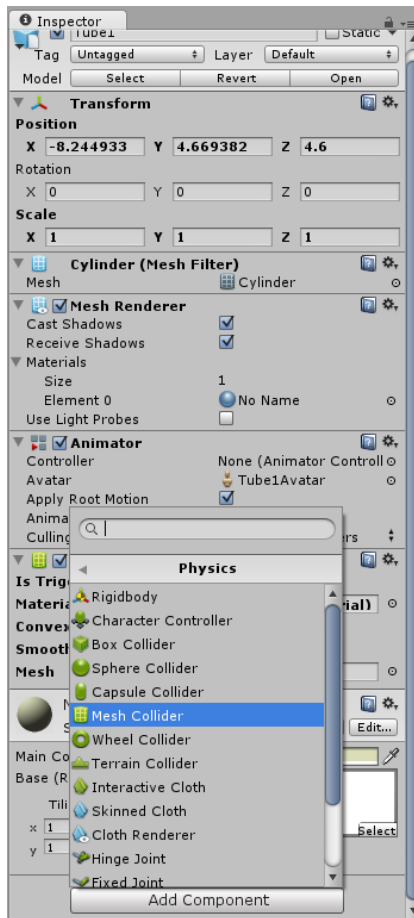 Inspector
Tube1 Static
Tag Untagged Layer Default
Model Select Revert Open
Transform
Position
X -8.244933 Y 4.669382 Z 4.6
Rotation
X 0 Y 0 Z 0
Scale
X 1 Y 1 Z 1
Cylinder (Mesh Filter)
Mesh Cylinder
Mesh Renderer
Cast Shadows
Receive Shadows
Materials
Size 1
Element 0 No Name
Use Light Probes
Animator
Controller None (Animator Controll
Avatar Tube1Avatar
Apply Root Motion
Anima
Culling ers
Physics
Is Trig
Rigidbody
Materia rial)
Character Controller
Convex
Box Collider
Smooth
Sphere Collider
Mesh
Capsule Collider
Mesh Collider
Edit...
Wheel Collider
Main Co
Terrain Collider
Base (R
Interactive Cloth
Tili
Skinned Cloth
x 1
Cloth Renderer Select
y 1
Hinge Joint
Fixed Joint
Add Component